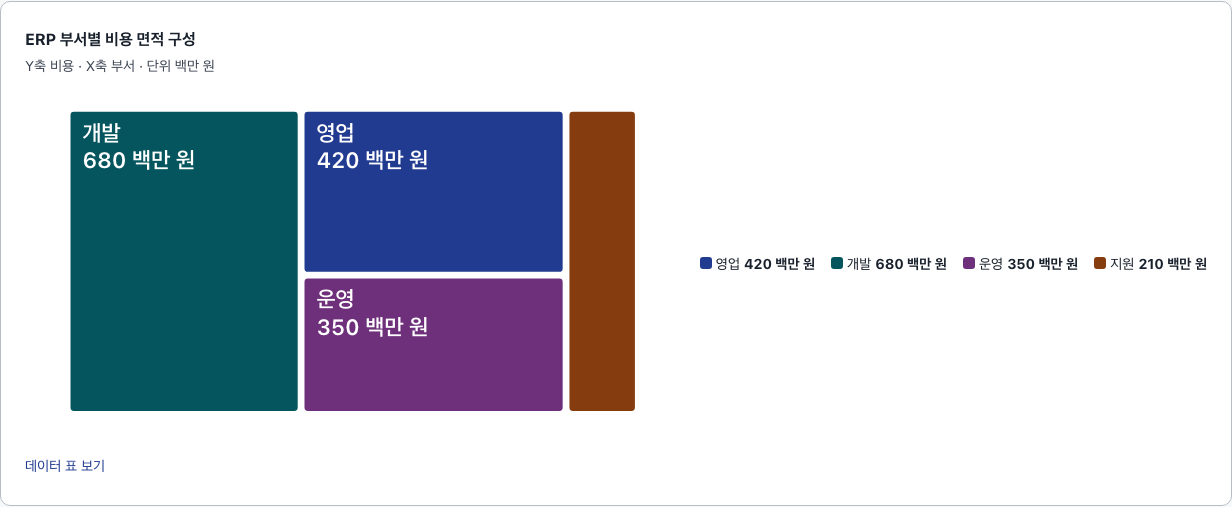 ERP 부서별 비용 면적 구성
Y축 비용 · X축 부서 · 단위 백만 원
개발
680 백만 원
영업
420 백만 원
운영
350 백만 원
영업 420 백만 원 개발 680 백만 원 운영 350 백만 원 지원 210 백만 원
데이터 표 보기